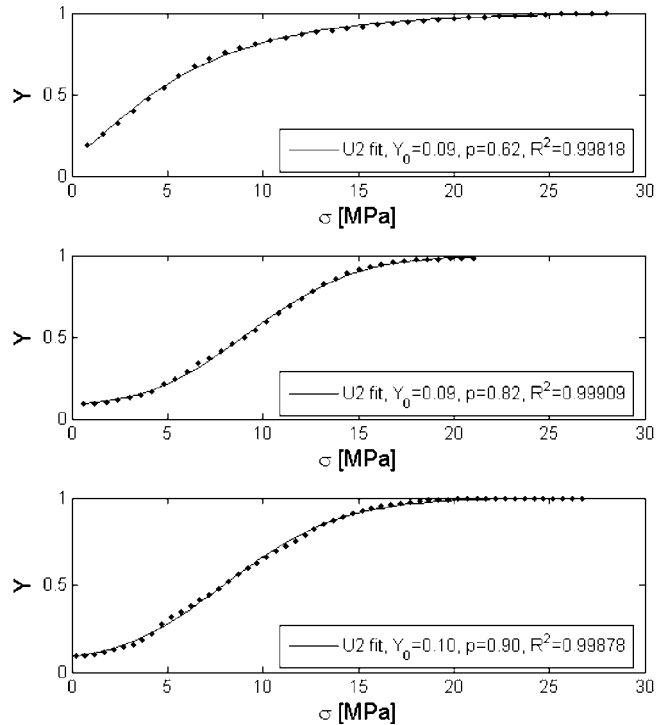 1
0.5
0
Y
0 5 10 15 20 25 30
σ [MPa]
U2 fit, Y0=0.09, p=0.62, R²=0.99818
1
0.5
0
Y
0 5 10 15 20 25 30
σ [MPa]
U2 fit, Y0=0.09, p=0.82, R²=0.99909
1
0.5
0
Y
0 5 10 15 20 25 30
σ [MPa]
U2 fit, Y0=0.10, p=0.90, R²=0.99878